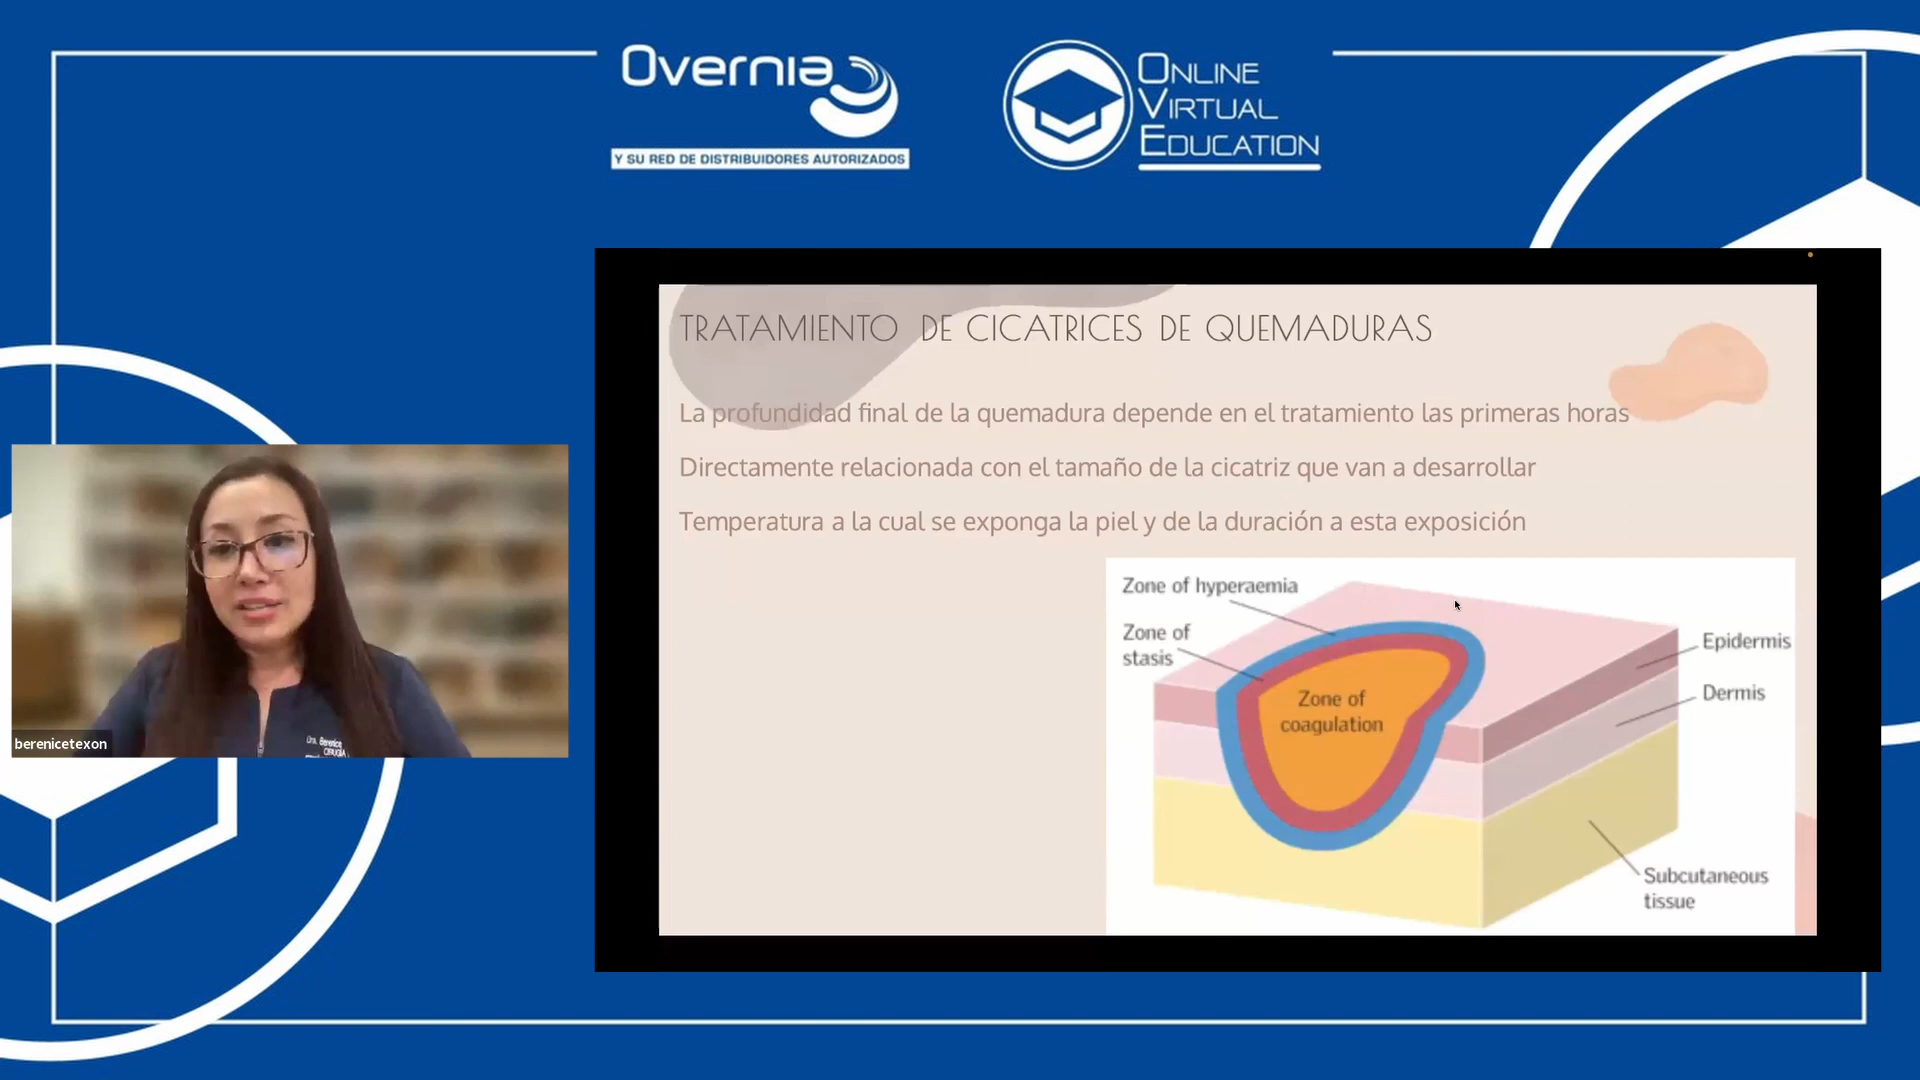 Overnia
Y SU RED DE DISTRIBUIDORES AUTORIZADOS
ONLINE
VIRTUAL
EDUCATION
TRATAMIENTO DE CICATRICES DE QUEMADURAS
La profundidad final de la quemadura depende en el tratamiento las primeras horas
Directamente relacionada con el tamaño de la cicatriz que van a desarrollar
Temperatura a la cual se exponga la piel y de la duración a esta exposición
Zone of hyperaemia
Zone of
stasis
Zone of
coagulation
Epidermis
Dermis
Subcutaneous
tissue
Dra. Berenice
CIRUGIA
berenicetexon